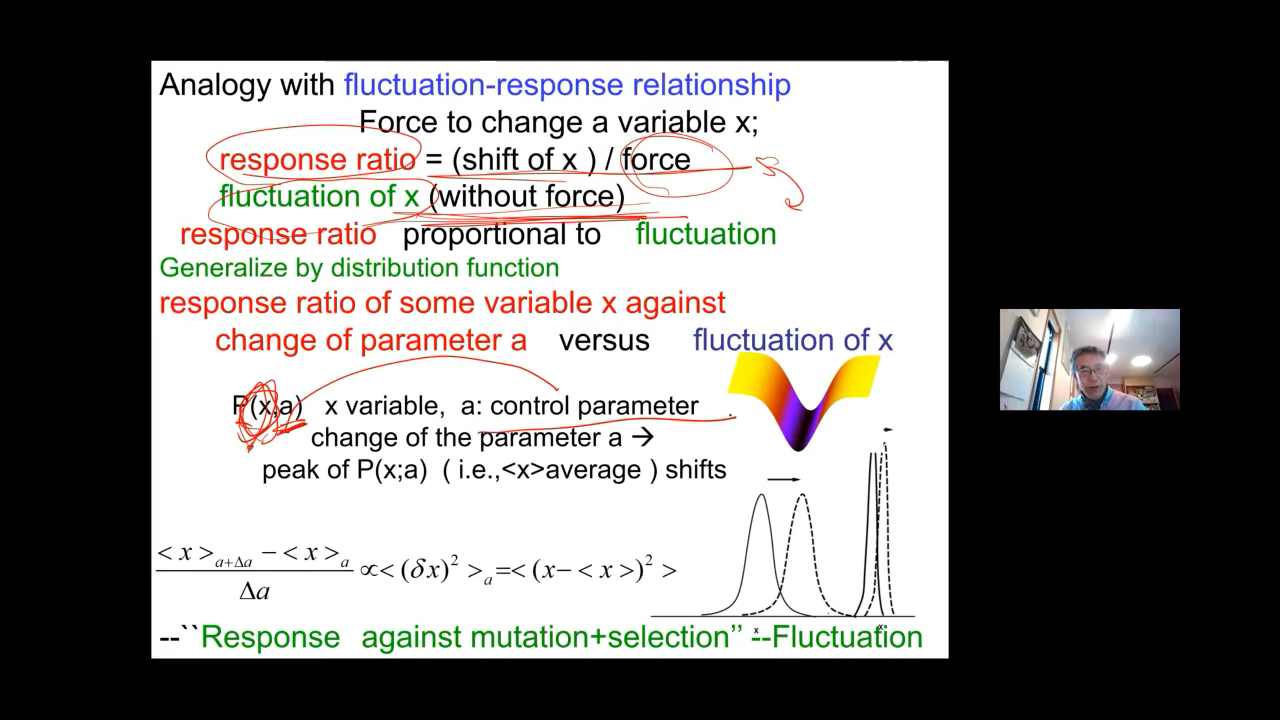 Analogy with fluctuation-response relationship
Force to change a variable x;
response ratio = (shift of x ) / force
fluctuation of x (without force)
response ratio proportional to fluctuation
Generalize by distribution function
response ratio of some variable x against
change of parameter a versus fluctuation of x
P(x,a) x variable, a: control parameter
change of the parameter a →
peak of P(x;a) ( i.e.,<x>average ) shifts
<x>a+Δa − <x>a / Δa ∝< (δx)² >a=< (x− < x >)² >
x x
--``Response against mutation+selection’’ --Fluctuation